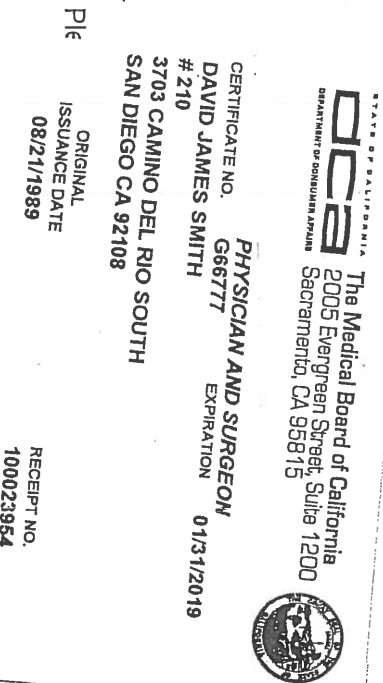 STATE OF CALIFORNIA
dca
DEPARTMENT OF CONSUMER AFFAIRS
The Medical Board of California
2005 Evergreen Street, Suite 1200
Sacramento, CA 95815
PHYSICIAN AND SURGEON
CERTIFICATE NO. G66777 EXPIRATION 01/31/2019
DAVID JAMES SMITH
# 210
3703 CAMINO DEL RIO SOUTH
SAN DIEGO CA 92108
ORIGINAL
ISSUANCE DATE
08/21/1989
RECEIPT NO.
100023954
Ple